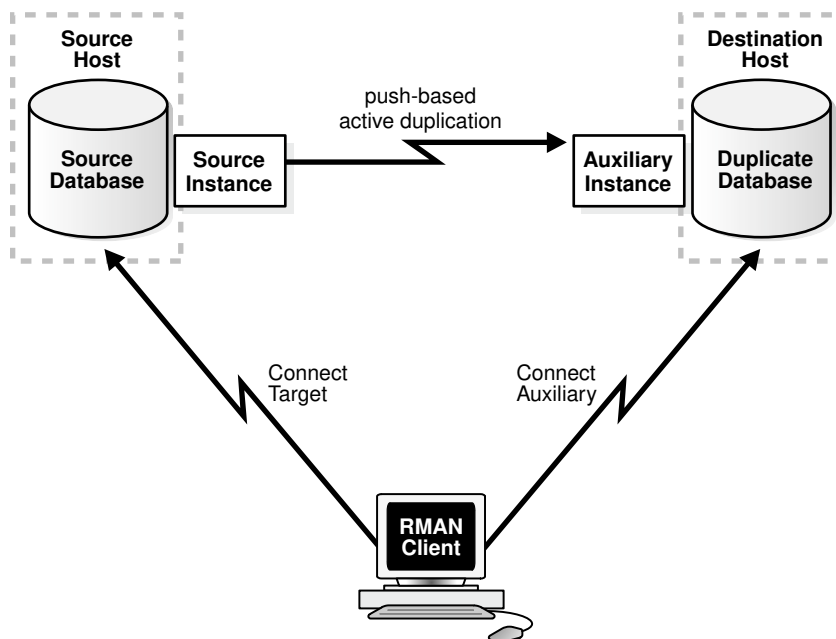 Source
Host
Source
Database
Source
Instance
push-based
active duplication
Destination
Host
Auxiliary
Instance
Duplicate
Database
Connect
Target
Connect
Auxiliary
RMAN
Client